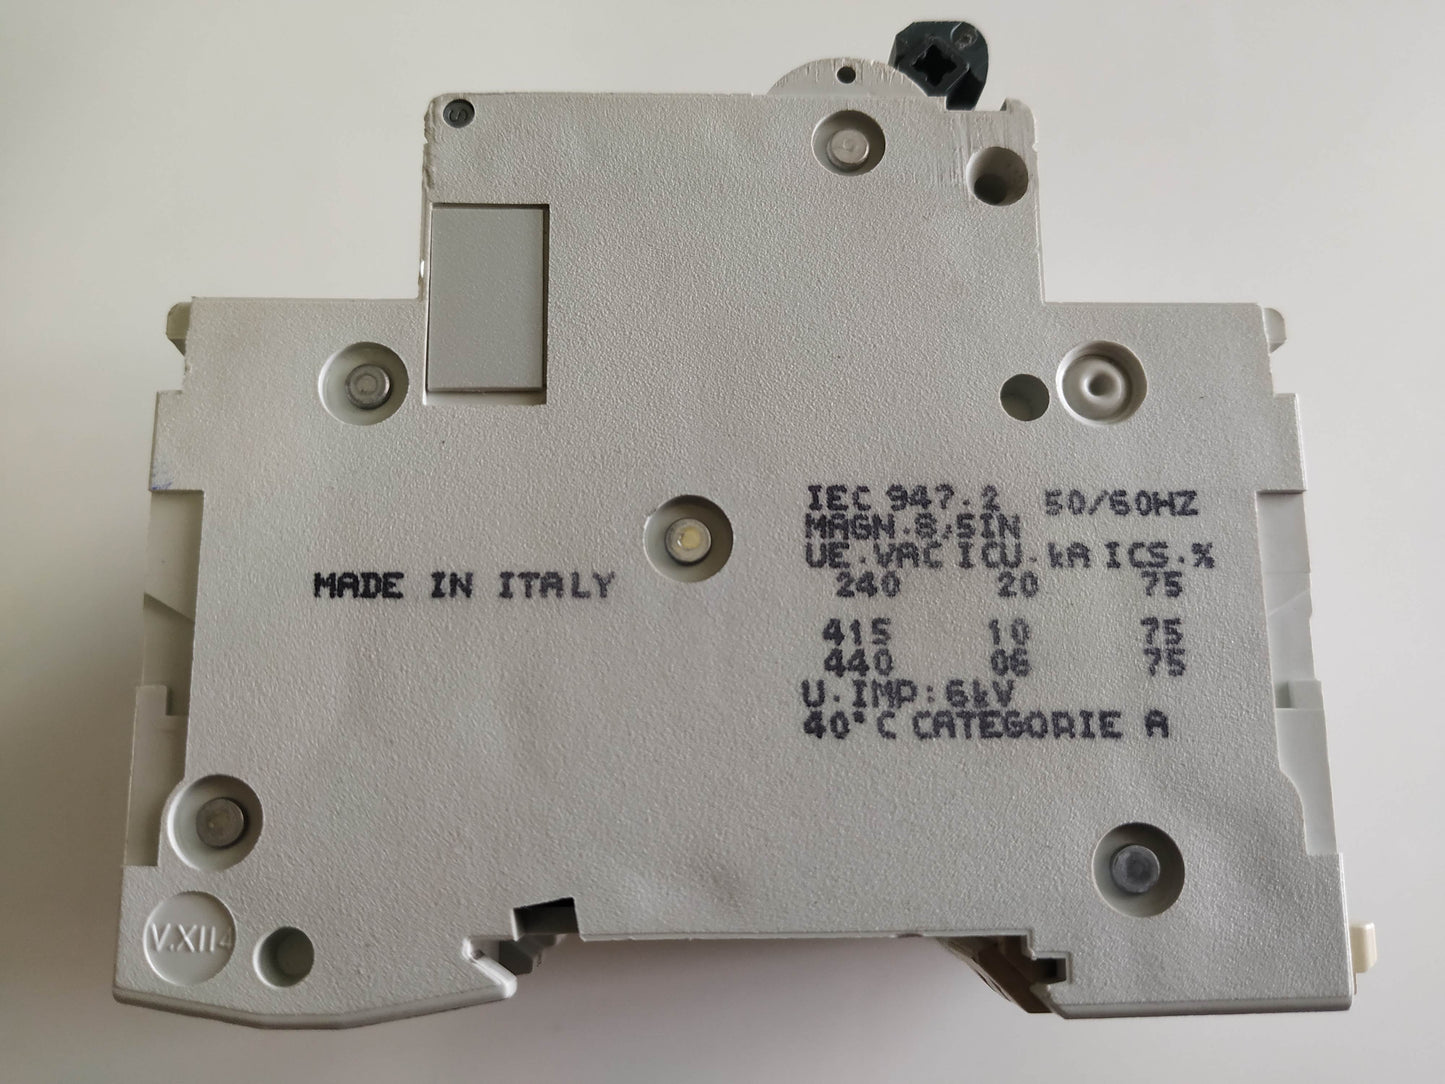 S
MADE IN ITALY
IEC 947.2 50/60HZ
MAGN.8,5IN
UE.VAC ICU.kA ICS.%
240 20 75
415 10 75
440 06 75
U.IMP:6kV
40°C CATEGORIE A
V.XII4